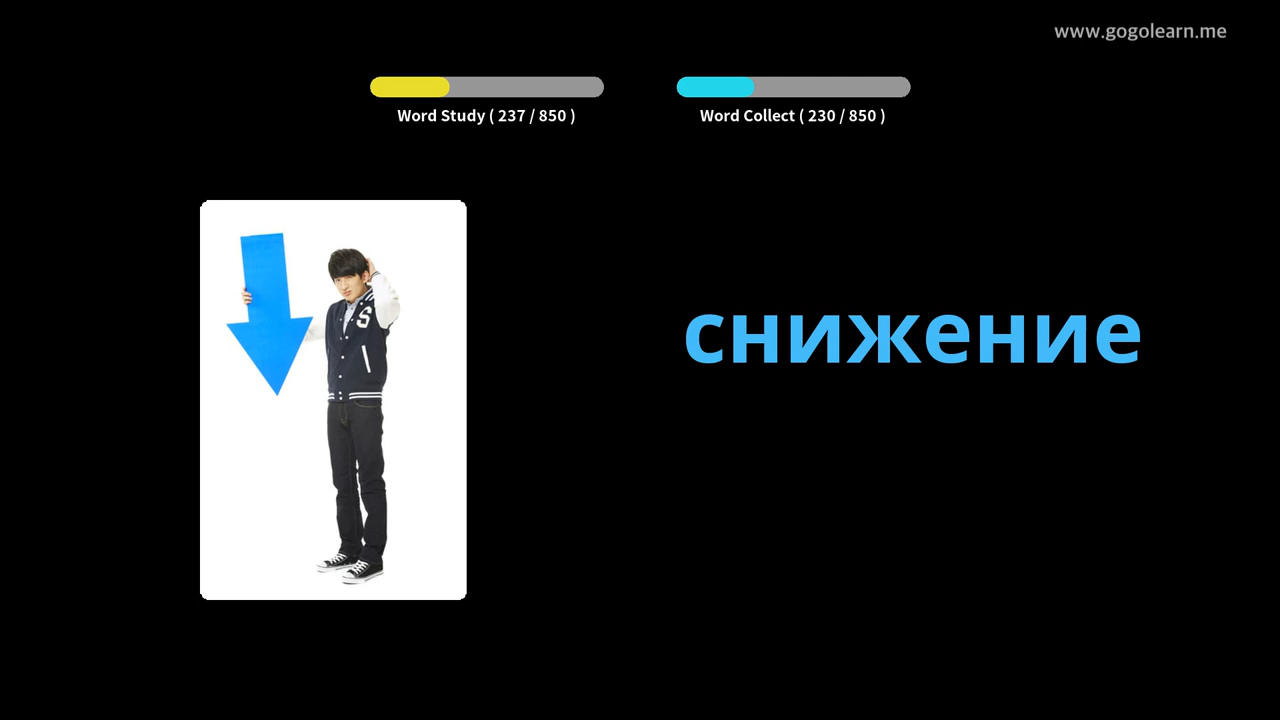 www.gogolearn.me
Word Study ( 237 / 850 )
Word Collect ( 230 / 850 )
S
снижение